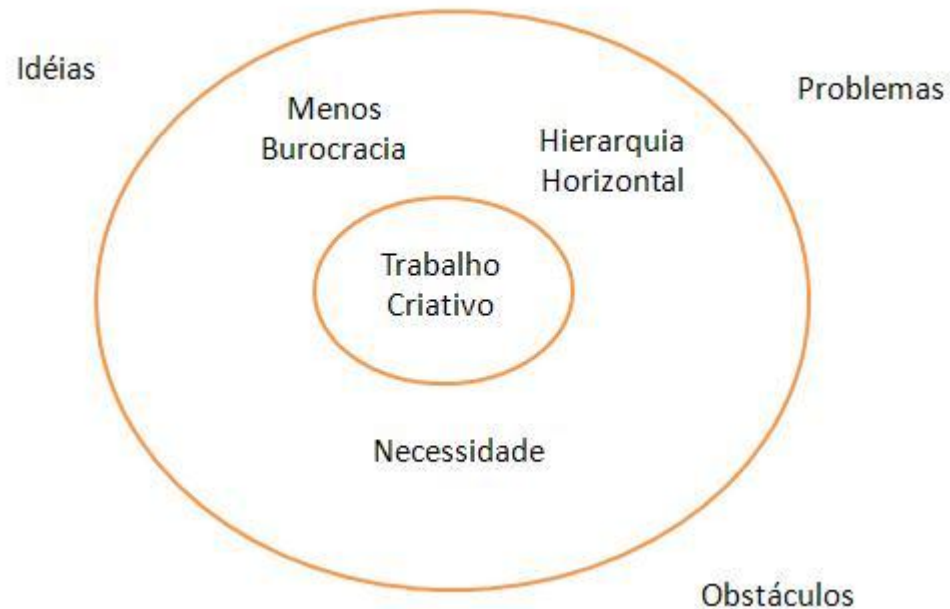 Idéias
Problemas
Menos
Burocracia
Hierarquia
Horizontal
Trabalho
Criativo
Necessidade
Obstáculos